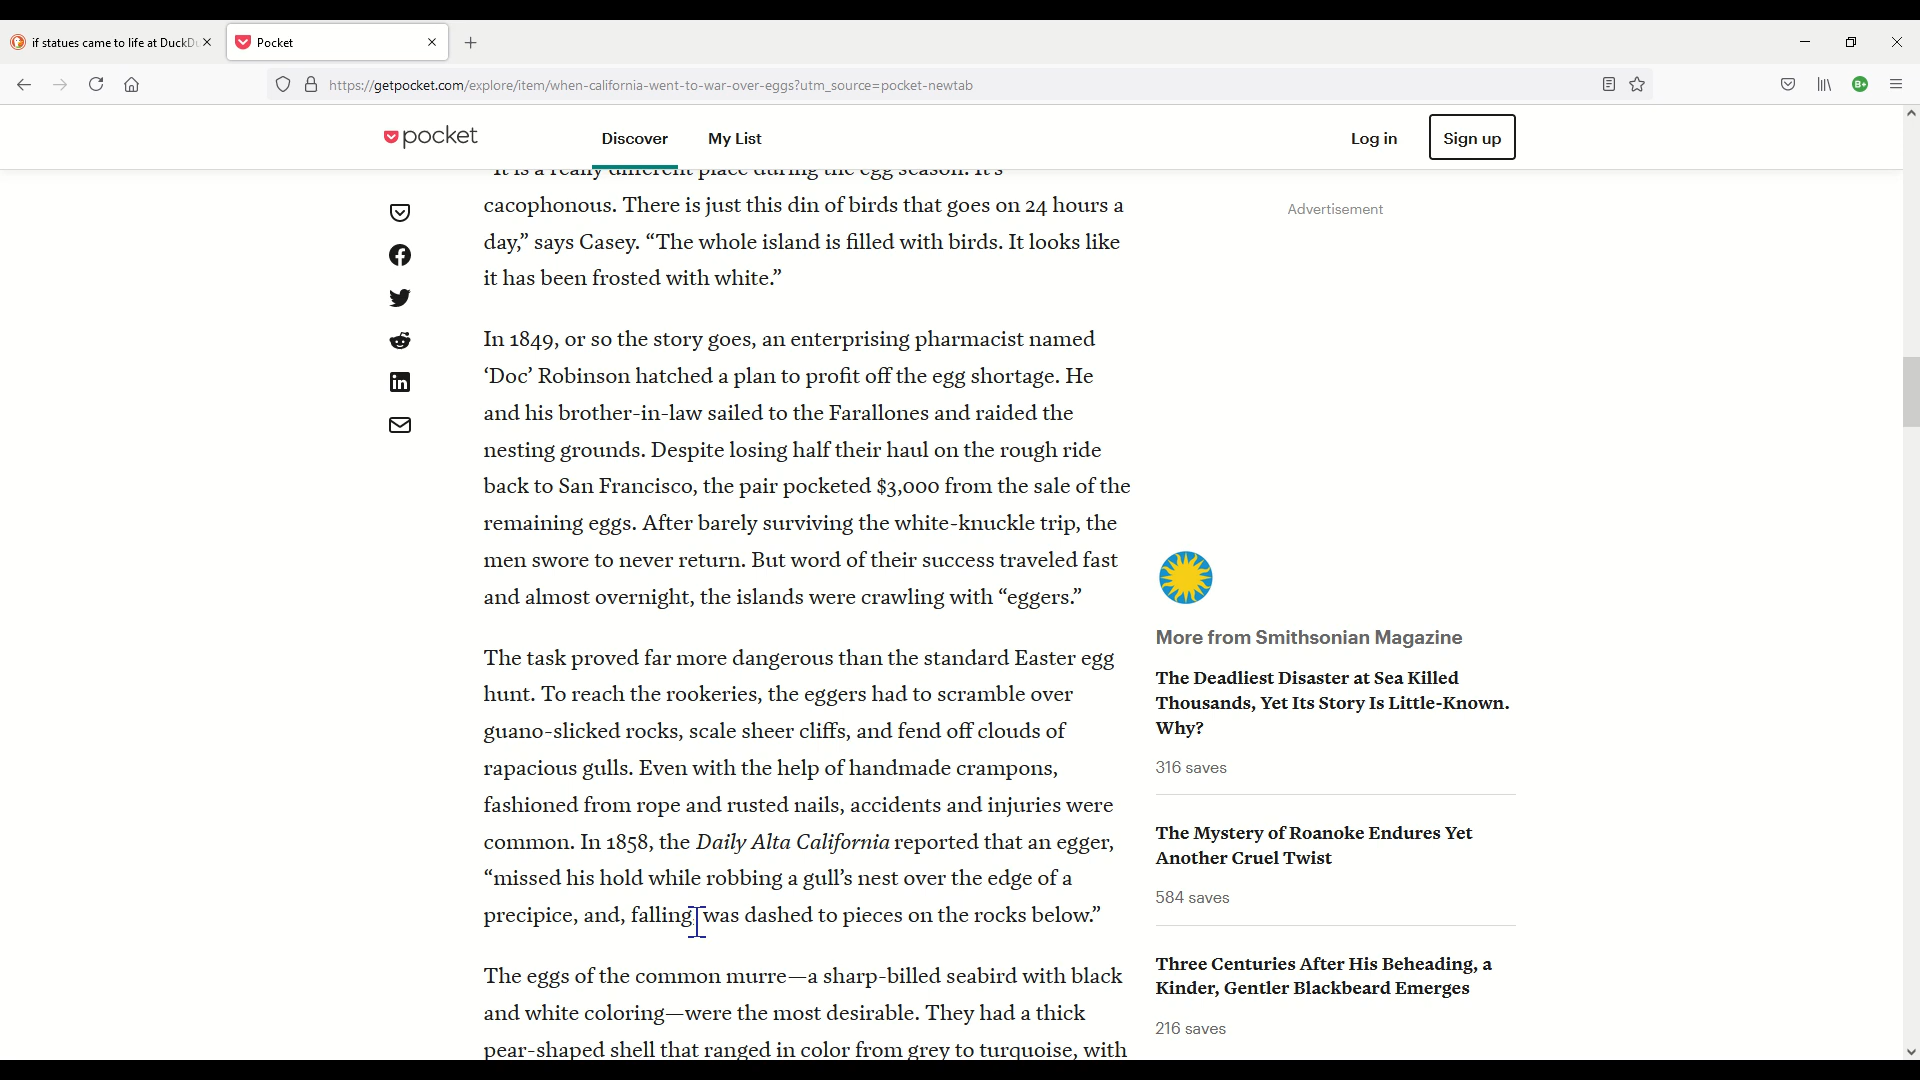 if statues came to life at DuckD
Pocket
https://getpocket.com/explore/item/when-california-went-to-war-over-eggs?utm_source=pocket-newtab
B+
pocket
Discover
My List
Log in
Sign up
"It is a really different place during the egg season. It's
cacophonous. There is just this din of birds that goes on 24 hours a
day,” says Casey. “The whole island is filled with birds. It looks like
it has been frosted with white.”
In 1849, or so the story goes, an enterprising pharmacist named
‘Doc’ Robinson hatched a plan to profit off the egg shortage. He
and his brother-in-law sailed to the Farallones and raided the
nesting grounds. Despite losing half their haul on the rough ride
back to San Francisco, the pair pocketed $3,000 from the sale of the
remaining eggs. After barely surviving the white-knuckle trip, the
men swore to never return. But word of their success traveled fast
and almost overnight, the islands were crawling with “eggers.”
The task proved far more dangerous than the standard Easter egg
hunt. To reach the rookeries, the eggers had to scramble over
guano-slicked rocks, scale sheer cliffs, and fend off clouds of
rapacious gulls. Even with the help of handmade crampons,
fashioned from rope and rusted nails, accidents and injuries were
common. In 1858, the Daily Alta California reported that an egger,
“missed his hold while robbing a gull’s nest over the edge of a
precipice, and, falling, was dashed to pieces on the rocks below.”
The eggs of the common murre—a sharp-billed seabird with black
and white coloring—were the most desirable. They had a thick
pear-shaped shell that ranged in color from grey to turquoise, with
Advertisement
More from Smithsonian Magazine
The Deadliest Disaster at Sea Killed
Thousands, Yet Its Story Is Little-Known.
Why?
316 saves
The Mystery of Roanoke Endures Yet
Another Cruel Twist
584 saves
Three Centuries After His Beheading, a
Kinder, Gentler Blackbeard Emerges
216 saves